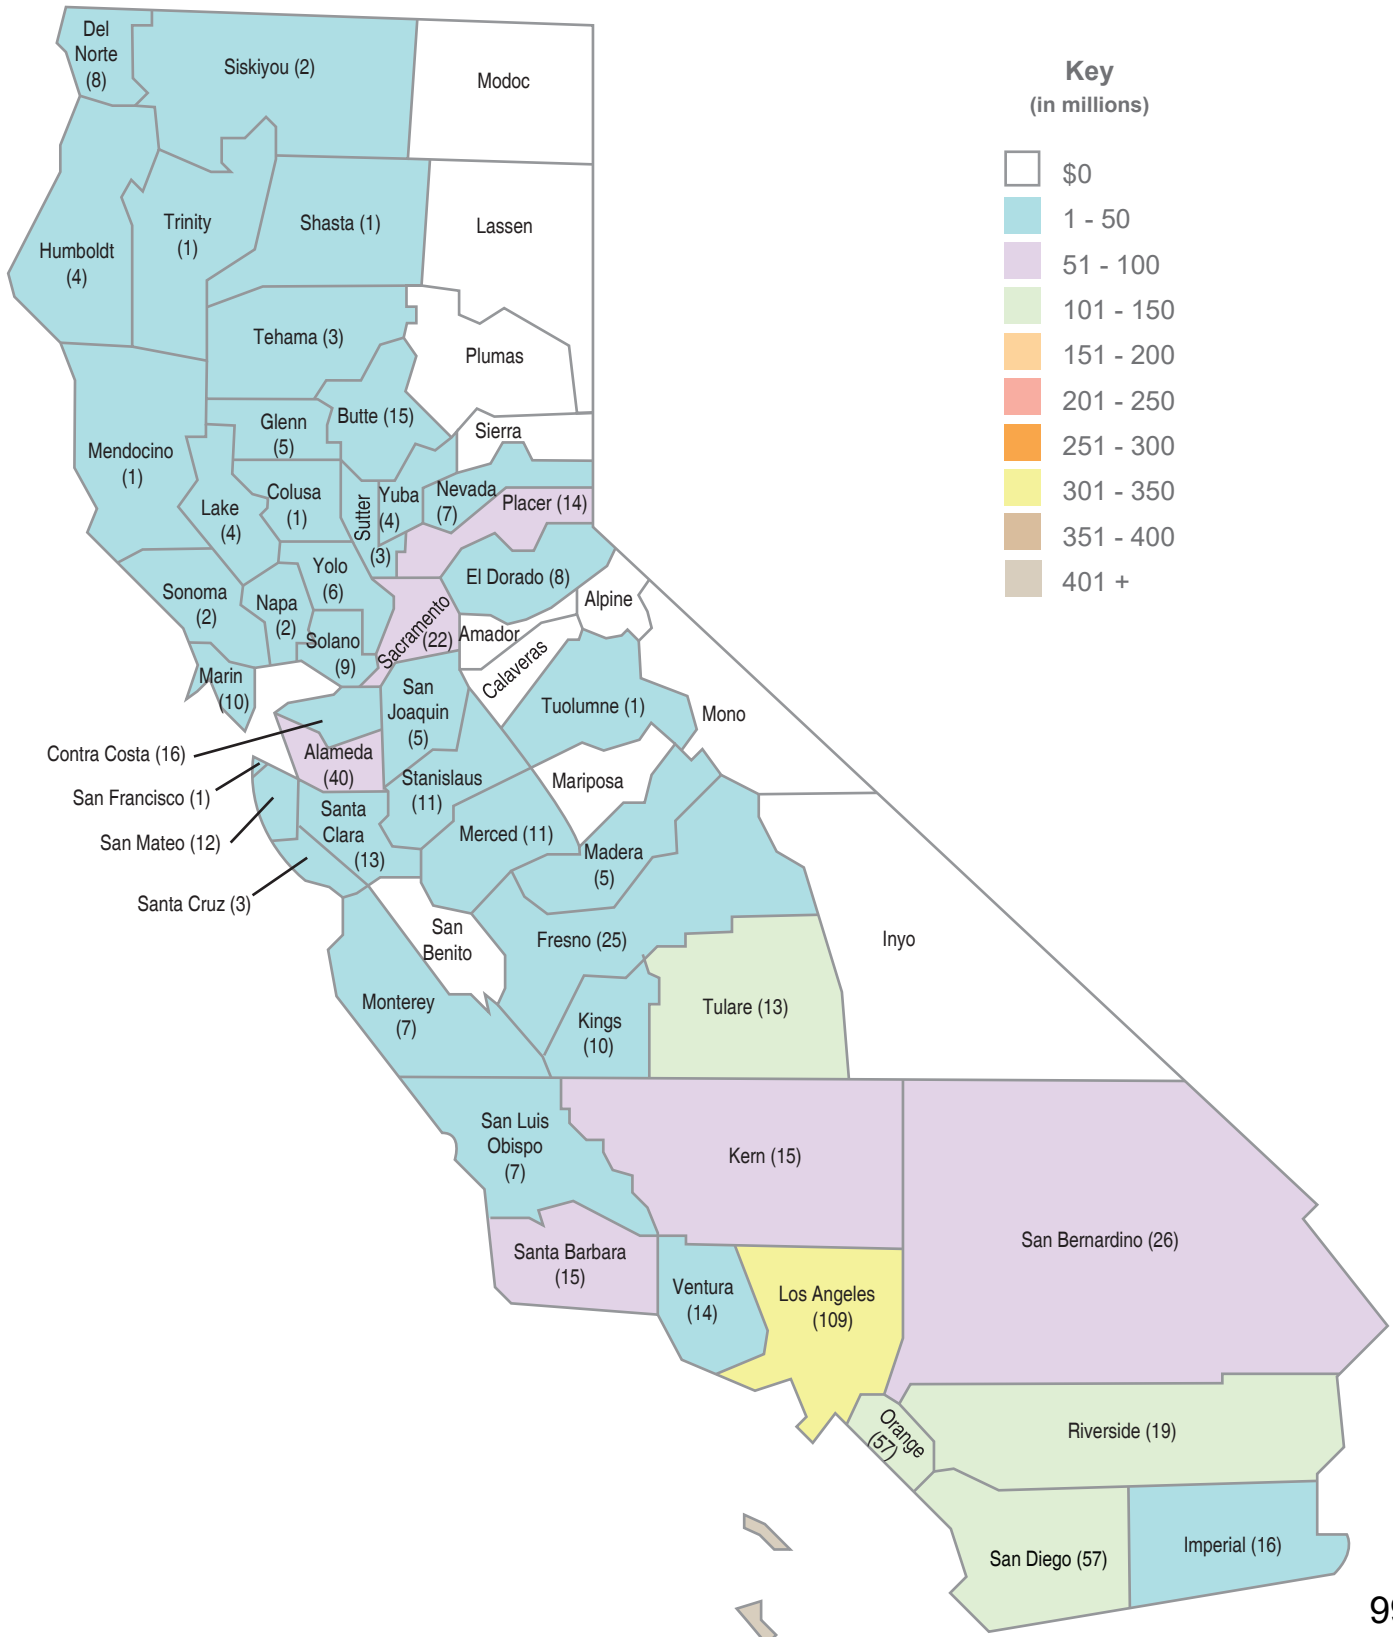 Del
Norte
(8)
Siskiyou (2)
Modoc
Key
(in millions)
$0
1 - 50
51 - 100
101 - 150
151 - 200
201 - 250
251 - 300
301 - 350
351 - 400
401 +
Humboldt
(4)
Trinity
(1)
Shasta (1)
Lassen
Tehama (3)
Plumas
Mendocino
(1)
Glenn
(5)
Butte (15)
Sierra
Lake
(4)
Colusa
(1)
Sutter
(3)
Yuba
(4)
Nevada
(7)
Placer (14)
Sonoma
(2)
Napa
(2)
Yolo
(6)
Solano
(9)
Sacramento
(22)
El Dorado (8)
Amador
Alpine
Calaveras
Marin
(10)
San
Joaquin
(5)
Tuolumne (1)
Mono
Contra Costa (16)
Alameda
(40)
San Francisco (1)
San Mateo (12)
Santa Cruz (3)
Santa
Clara
(13)
Stanislaus
(11)
Merced (11)
Mariposa
Madera
(5)
San
Benito
Fresno (25)
Inyo
Monterey
(7)
Kings
(10)
Tulare (13)
San Luis
Obispo
(7)
Kern (15)
San Bernardino (26)
Santa Barbara
(15)
Ventura
(14)
Los Angeles
(109)
Orange
(57)
Riverside (19)
San Diego (57)
Imperial (16)